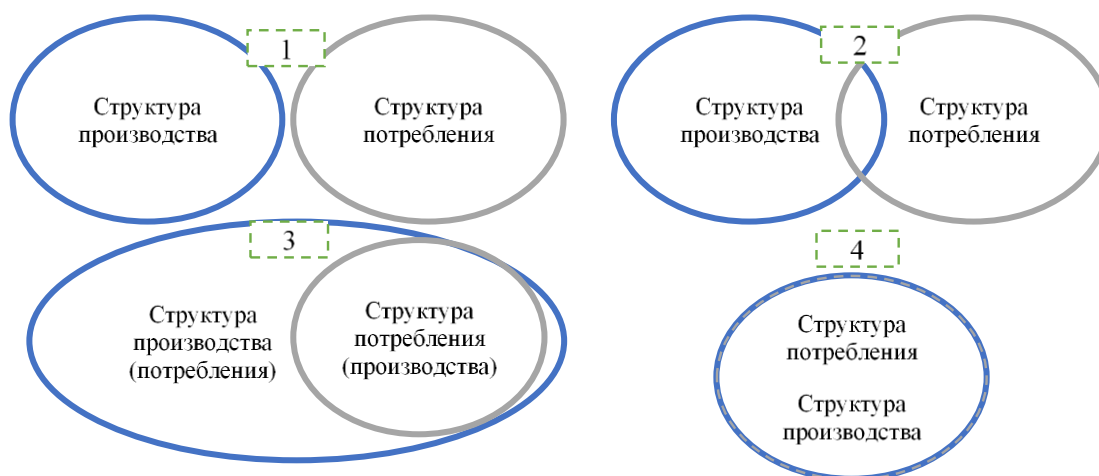 1
Структура
производства
Структура
потребления
2
Структура
производства
Структура
потребления
3
Структура
производства
(потребления)
Структура
потребления
(производства)
4
Структура
потребления
Структура
производства